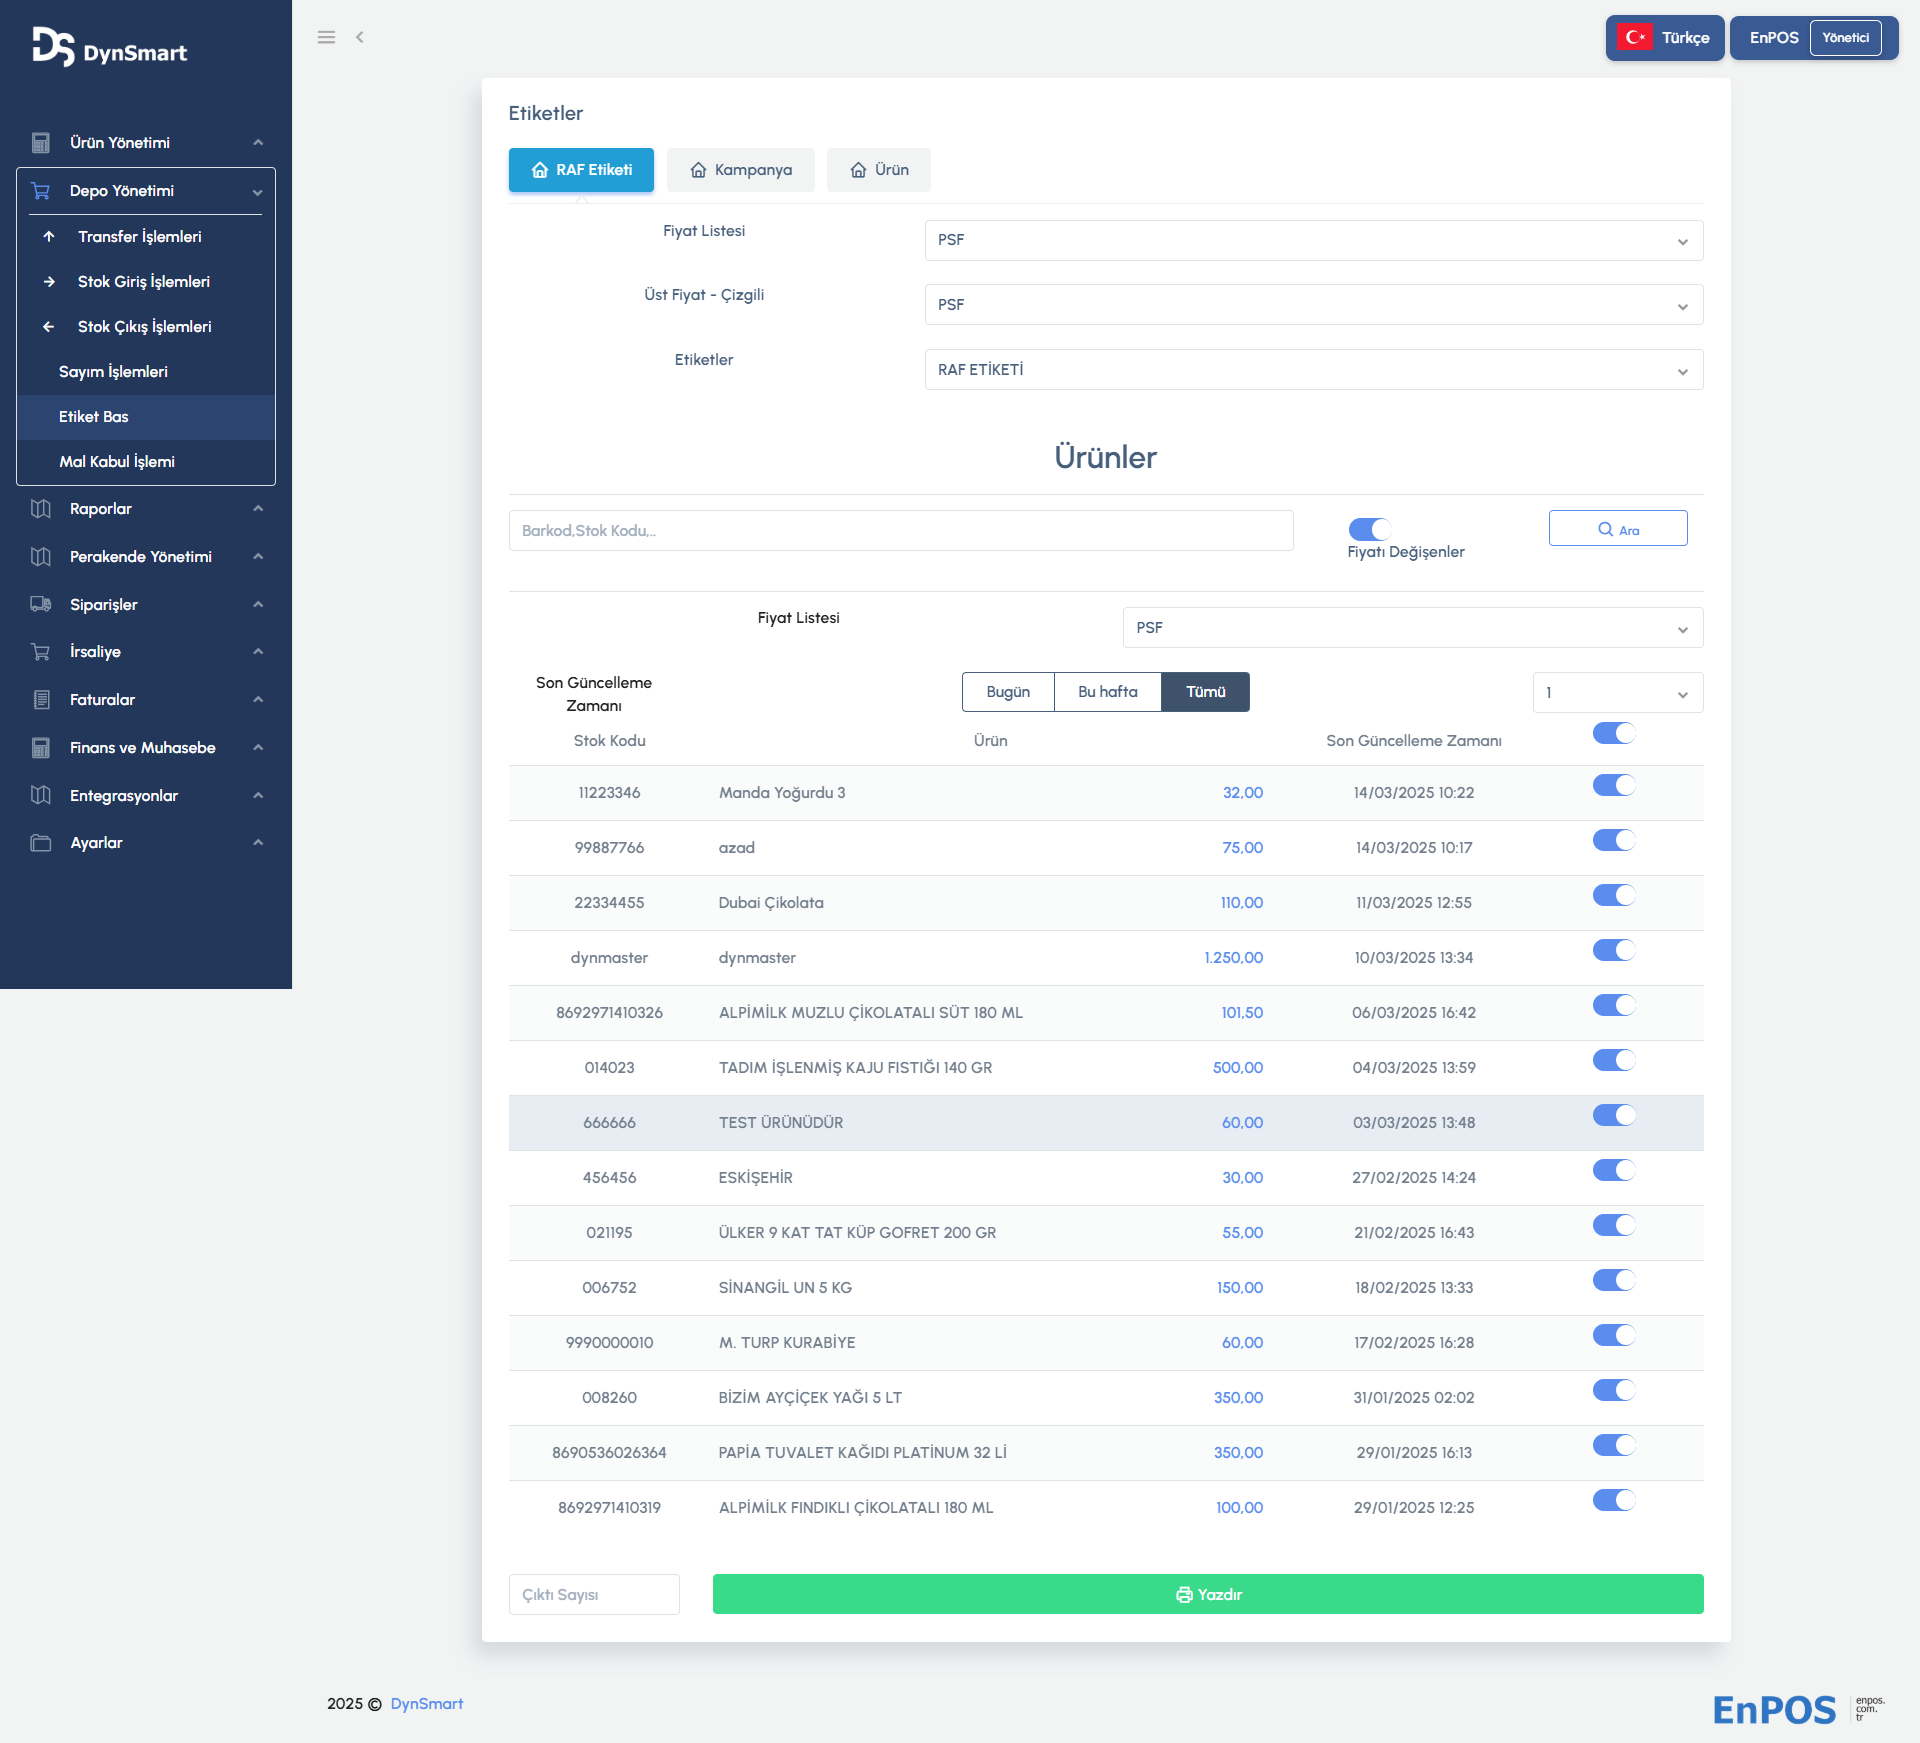 DS DynSmart
Türkçe
EnPOS Yönetici
Ürün Yönetimi
Depo Yönetimi
Transfer İşlemleri
Stok Giriş İşlemleri
Stok Çıkış İşlemleri
Sayım İşlemleri
Etiket Bas
Mal Kabul İşlemi
Raporlar
Perakende Yönetimi
Siparişler
İrsaliye
Faturalar
Finans ve Muhasebe
Entegrasyonlar
Ayarlar
Etiketler
RAF Etiketi Kampanya Ürün
Fiyat Listesi PSF
Üst Fiyat - Çizgili PSF
Etiketler RAF ETİKETİ
Ürünler
Barkod,Stok Kodu,.. Ara
Fiyatı Değişenler
Fiyat Listesi PSF
Son Güncelleme Zamanı Bugün Bu hafta Tümü 1
Stok Kodu Ürün Son Güncelleme Zamanı
11223346 Manda Yoğurdu 3 32,00 14/03/2025 10:22
99887766 azad 75,00 14/03/2025 10:17
22334455 Dubai Çikolata 110,00 11/03/2025 12:55
dynmaster dynmaster 1.250,00 10/03/2025 13:34
8692971410326 ALPİMİLK MUZLU ÇİKOLATALI SÜT 180 ML 101,50 06/03/2025 16:42
014023 TADIM İŞLENMİŞ KAJU FISTIĞI 140 GR 500,00 04/03/2025 13:59
666666 TEST ÜRÜNÜDÜR 60,00 03/03/2025 13:48
456456 ESKİŞEHİR 30,00 27/02/2025 14:24
021195 ÜLKER 9 KAT TAT KÜP GOFRET 200 GR 55,00 21/02/2025 16:43
006752 SİNANGİL UN 5 KG 150,00 18/02/2025 13:33
9990000010 M. TURP KURABİYE 60,00 17/02/2025 16:28
008260 BİZİM AYÇİÇEK YAĞI 5 LT 350,00 31/01/2025 02:02
8690536026364 PAPİA TUVALET KAĞIDI PLATİNUM 32 Lİ 350,00 29/01/2025 16:13
8692971410319 ALPİMİLK FINDIKLI ÇİKOLATALI 180 ML 100,00 29/01/2025 12:25
Çıktı Sayısı Yazdır
2025 © DynSmart
EnPOS enpos.
com.
tr